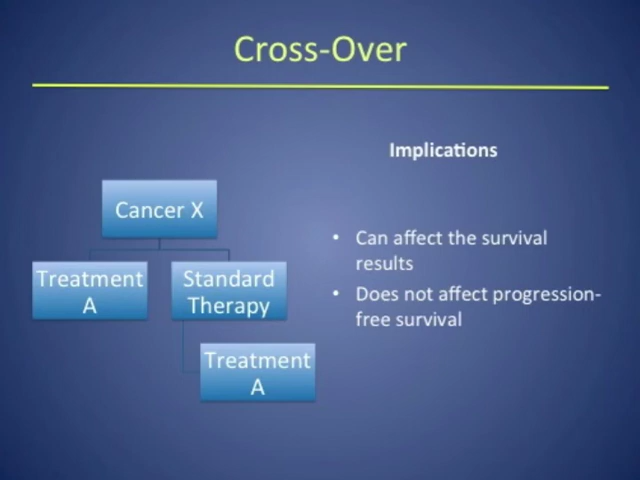 Cross-Over
Implications
Cancer X
Treatment
A
Standard
Therapy
Treatment
A
• Can affect the survival
results
• Does not affect progression-
free survival